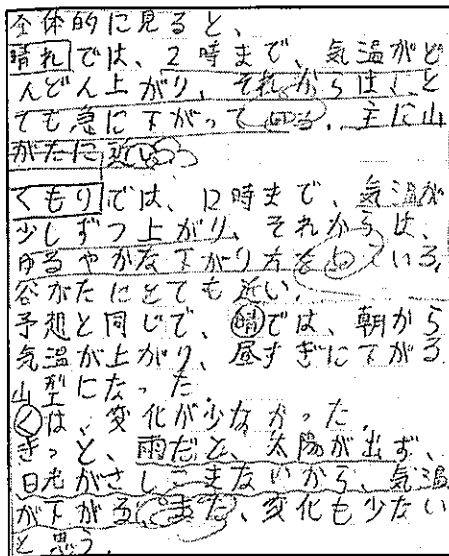 全体的に見ると、
晴れでは、2時まで、気温がど
んどん上がり、それからは、と
ても急に下がっている。主に山
がたに近い
くもりでは、12時まで、気温が
少しずつ上がり、それからは、
ゆるやかな下がり方をしている。
谷がたにとても近い。
予想と同じで、晴では、朝から
気温が上がり、昼すぎに下がる
山型になった。
くは、変化が少なかった。
きっと、雨だと、太陽が出ず、
日光がさしこまないから、気温
が下がる。また、変化も少ない
と思う。